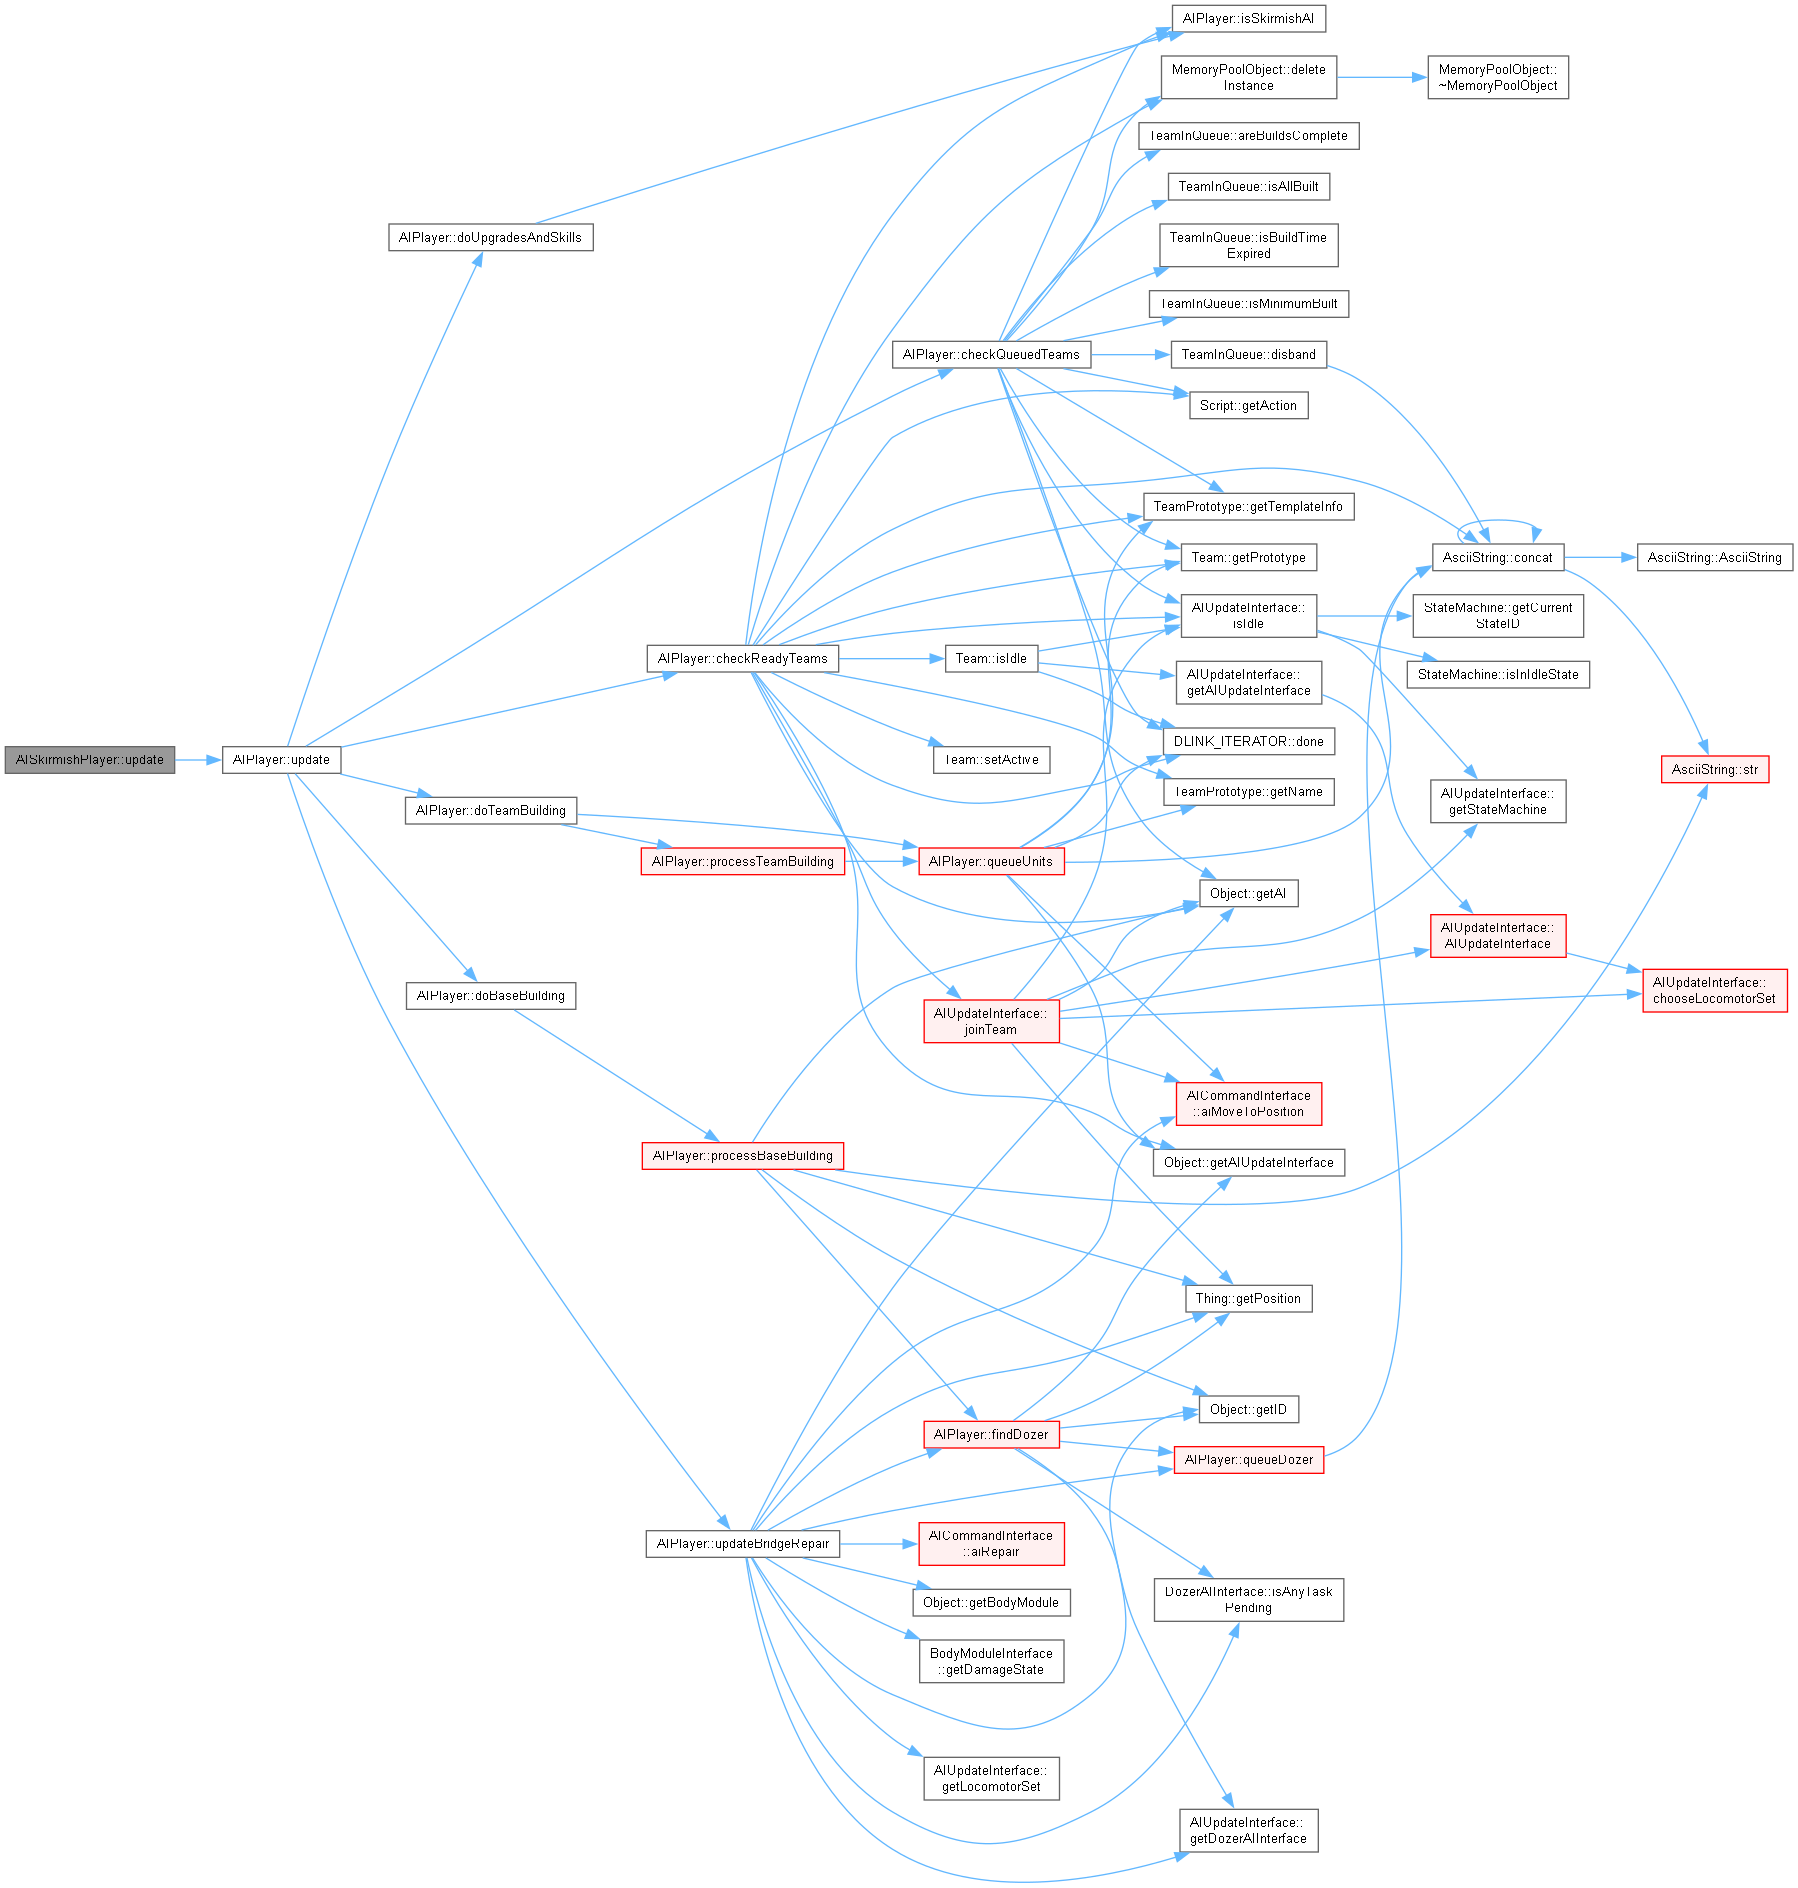 AIPlayer::isSkirmishAI
MemoryPoolObject::delete
Instance
MemoryPoolObject::
~MemoryPoolObject
TeamInQueue::areBuildsComplete
TeamInQueue::isAllBuilt
AIPlayer::doUpgradesAndSkills
TeamInQueue::isBuildTime
Expired
TeamInQueue::isMinimumBuilt
AIPlayer::checkQueuedTeams
TeamInQueue::disband
Script::getAction
TeamPrototype::getTemplateInfo
Team::getPrototype
AsciiString::concat
AsciiString::AsciiString
AIUpdateInterface::
isIdle
StateMachine::getCurrent
StateID
AIPlayer::checkReadyTeams
Team::isIdle
AIUpdateInterface::
getAIUpdateInterface
StateMachine::isInIdleState
DLINK_ITERATOR::done
AISkirmishPlayer::update
AIPlayer::update
Team::setActive
AsciiString::str
TeamPrototype::getName
AIUpdateInterface::
getStateMachine
AIPlayer::doTeamBuilding
AIPlayer::processTeamBuilding
AIPlayer::queueUnits
Object::getAI
AIUpdateInterface::
AIUpdateInterface
AIPlayer::doBaseBuilding
AIUpdateInterface::
chooseLocomotorSet
AIUpdateInterface::
joinTeam
AICommandInterface
::aiMoveToPosition
AIPlayer::processBaseBuilding
Object::getAIUpdateInterface
Thing::getPosition
Object::getID
AIPlayer::findDozer
AIPlayer::queueDozer
AIPlayer::updateBridgeRepair
AICommandInterface
::aiRepair
Object::getBodyModule
DozerAIInterface::isAnyTask
Pending
BodyModuleInterface
::getDamageState
AIUpdateInterface::
getLocomotorSet
AIUpdateInterface::
getDozerAIInterface